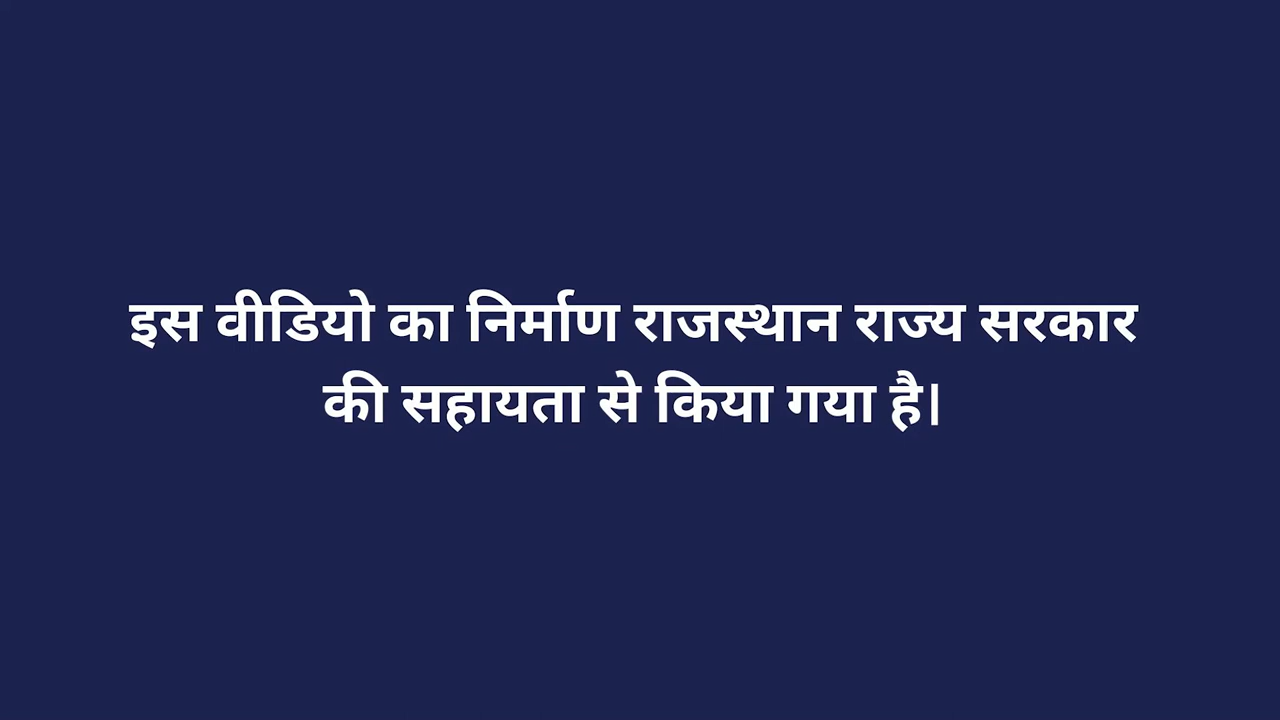 इस वीडियो का निर्माण राजस्थान राज्य सरकार
की सहायता से किया गया है।